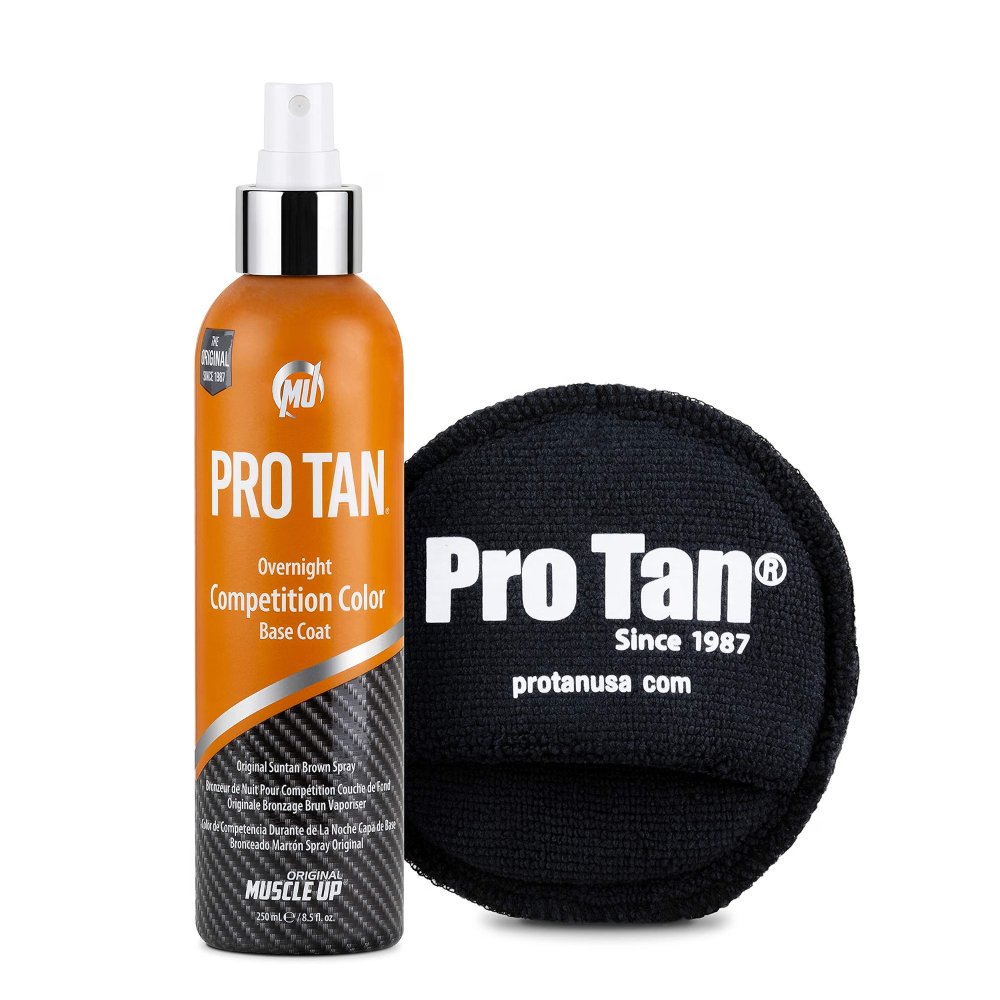 THE
ORIGINAL
SINCE 1987
MU
PRO TAN®
Overnight
Competition Color
Base Coat
Original Suntan Brown Spray
Bronzeur de Nuit Pour Compétition Couche de Fond
Originale Bronzage Brun Vaporiser
Color de Competencia Durante de La Noche Capa de Base
Bronceado Marrón Spray Original
ORIGINAL
MUSCLE UP®
250 mL ℮ / 8.5 fl. oz.
Pro Tan®
Since 1987
protanusa com